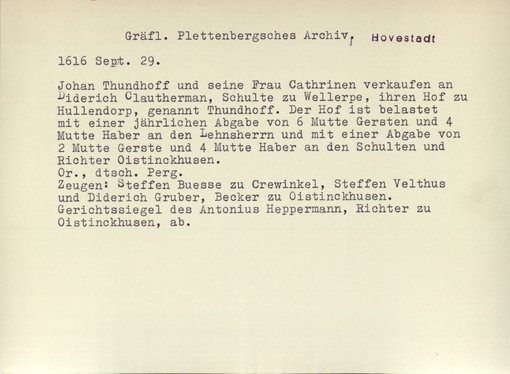 Gräfl. Plettenbergsches Archiv, Hovestadt
1616 Sept. 29.
Johan Thundhoff und seine Frau Cathrinen verkaufen an
Diderich Clautherman, Schulte zu Wellerpe, ihren Hof zu
Hullendorp, genannt Thundhoff. Der Hof ist belastet
mit einer jährlichen Abgabe von 6 Mutte Gersten und 4
Mutte Haber an den Lehnsherrn und mit einer Abgabe von
2 Mutte Gerste und 4 Mutte Haber an den Schulten und
Richter Oistinckhusen.
Or., dtsch. Perg.
Zeugen: Steffen Buesse zu Crewinkel, Steffen Velthus
und Diderich Gruber, Becker zu Oistinckhusen.
Gerichtssiegel des Antonius Heppermann, Richter zu
Oistinckhusen, ab.